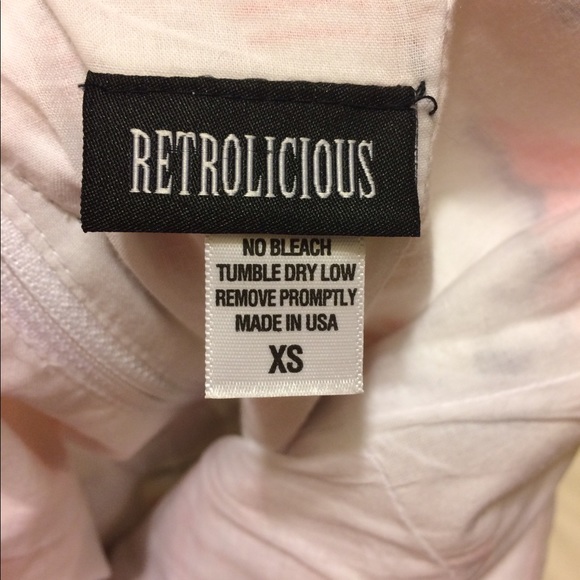 RETROLICIOUS
NO BLEACH
TUMBLE DRY LOW
REMOVE PROMPTLY
MADE IN USA
XS